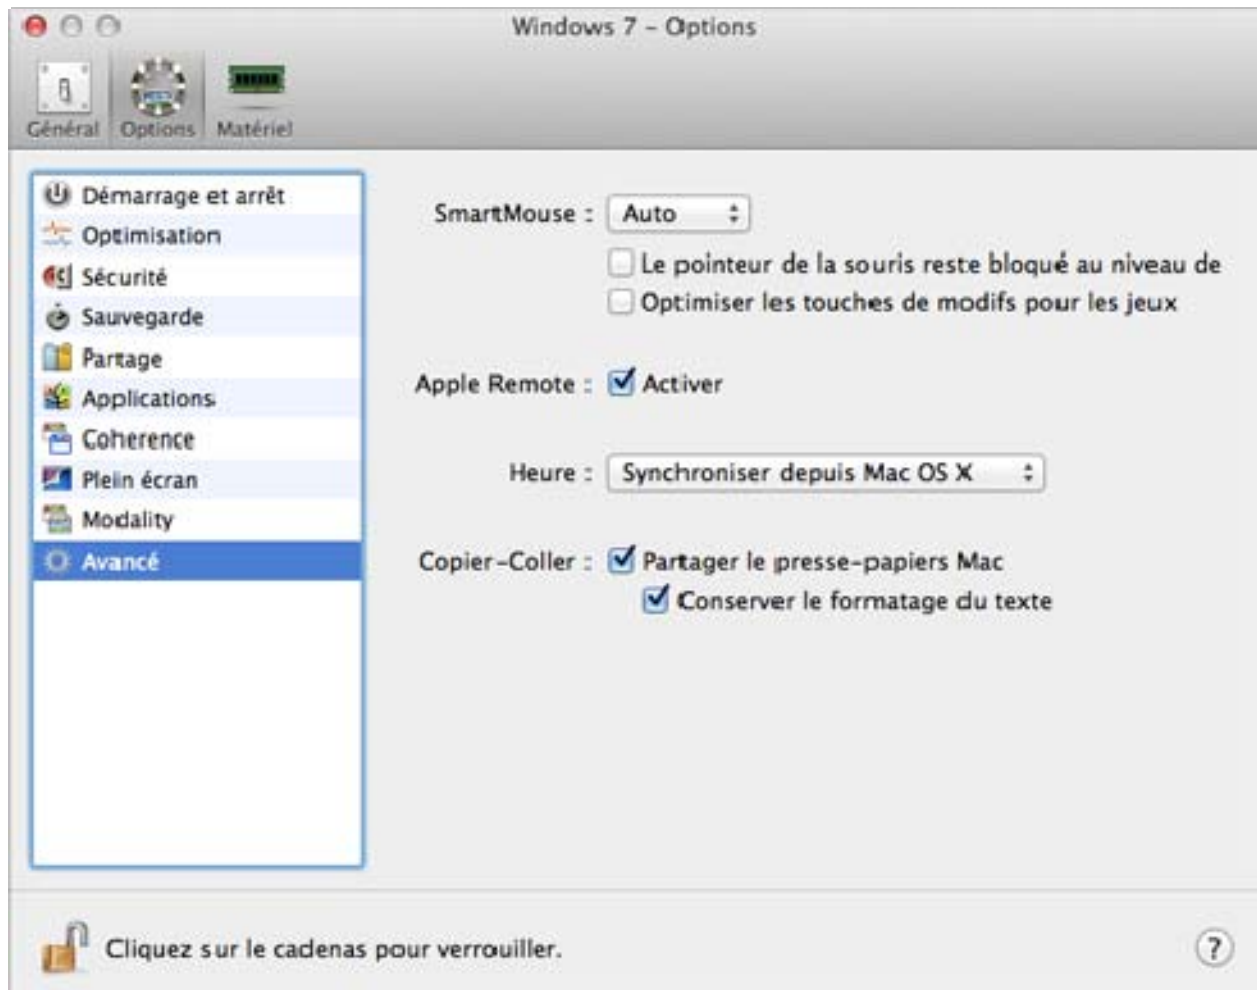 Windows 7 – Options
Général Options Matériel
Démarrage et arrêt
Optimisation
Sécurité
Sauvegarde
Partage
Applications
Coherence
Plein écran
Modality
Avancé
SmartMouse : Auto
Le pointeur de la souris reste bloqué au niveau de
Optimiser les touches de modifs pour les jeux
Apple Remote : Activer
Heure : Synchroniser depuis Mac OS X
Copier-Coller : Partager le presse-papiers Mac
Conserver le formatage du texte
Cliquez sur le cadenas pour verrouiller.
?